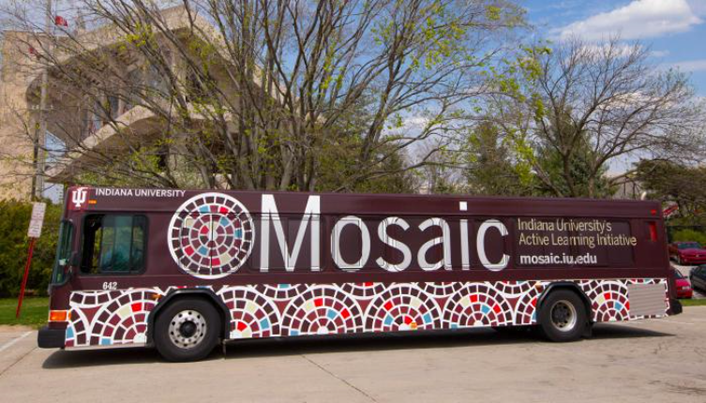 INDIANA UNIVERSITY
Mosaic
Indiana University's
Active Learning Initiative
mosaic.iu.edu
642